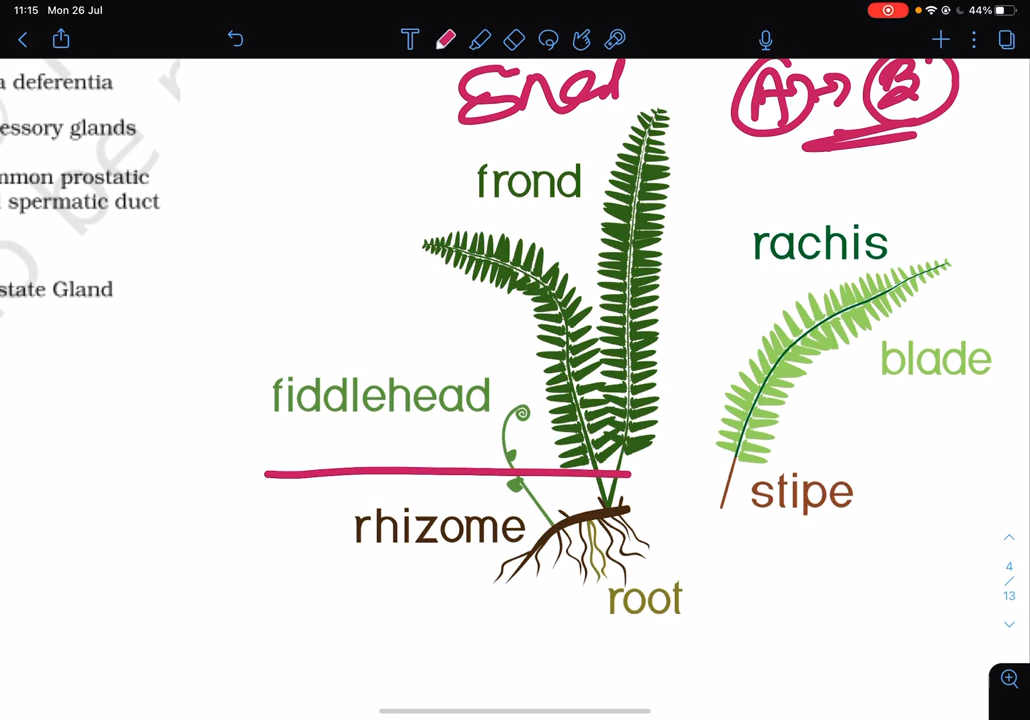 11:15 Mon 26 Jul
44%
a deferentia
essory glands
mmon prostatic
spermatic duct
state Gland
A B
frond
rachis
blade
fiddlehead
stipe
rhizome
root
4
/
13